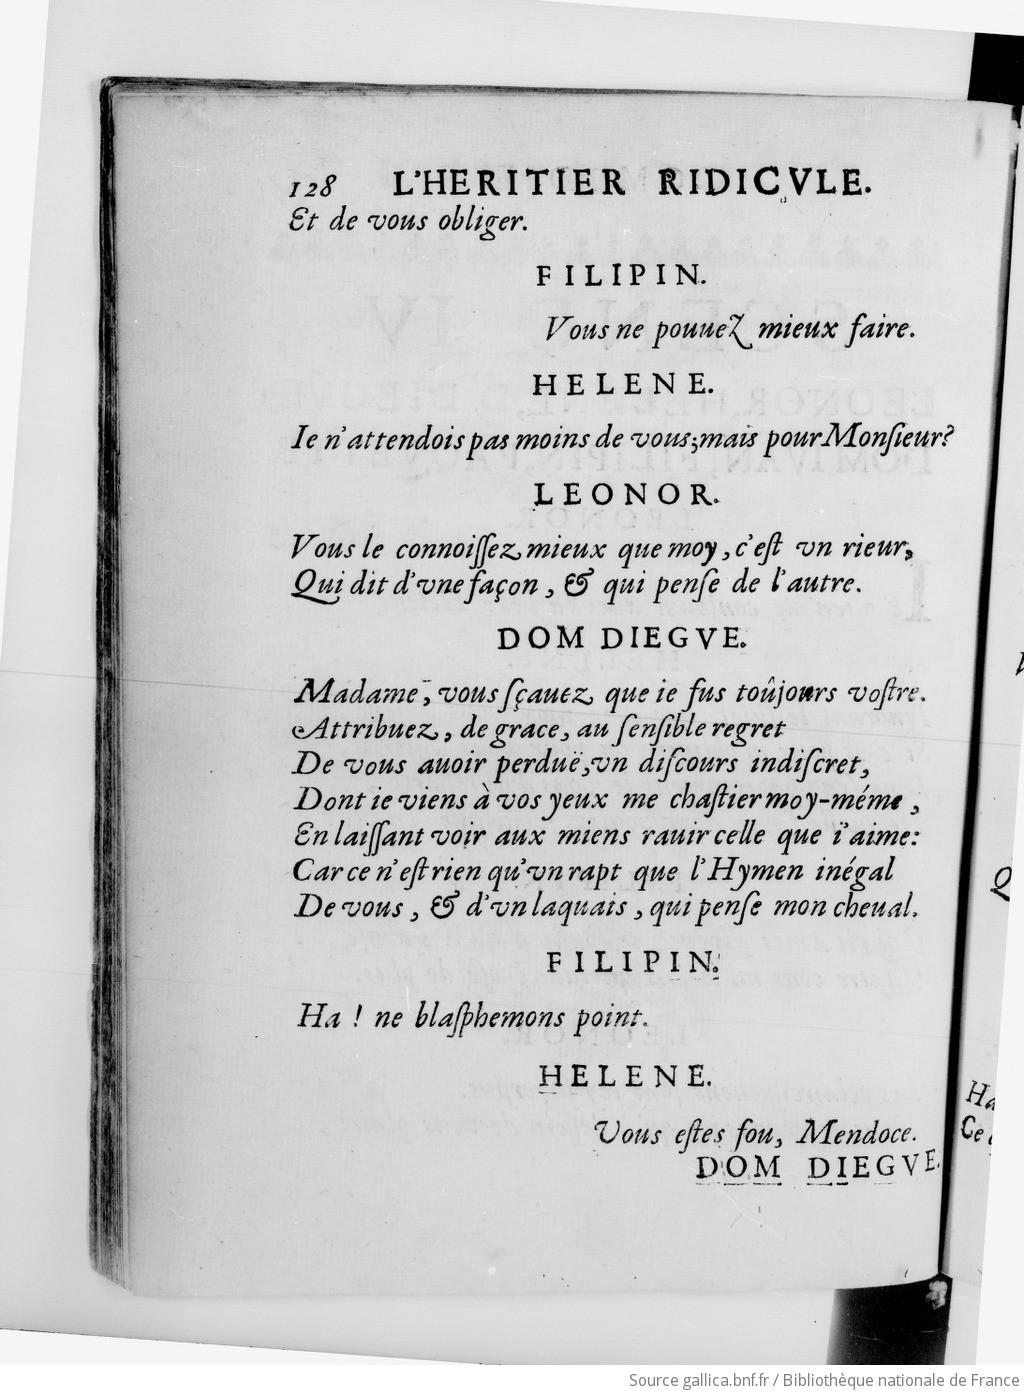 128 L'HERITIER RIDICVLE.
Et de vous obliger.
FILIPIN.
Vous ne pouuez mieux faire.
HELENE.
Ie n'attendois pas moins de vous; mais pour Monſieur?
LEONOR.
Vous le connoiſſez mieux que moy, c'eſt vn rieur,
Qui dit d'vne façon, & qui penſe de l'autre.
DOM DIEGVE.
Madame, vous ſçauez que ie fus toûjours voſtre.
Attribuez, de grace, au ſenſible regret
De vous auoir perduë, vn diſcours indiſcret,
Dont ie viens à vos yeux me chaſtier moy-méme,
En laiſſant voir aux miens rauir celle que i'aime:
Car ce n'eſt rien qu'vn rapt que l'Hymen inégal
De vous, & d'vn laquais, qui penſe mon cheual.
FILIPIN.
Ha ! ne blaſphemons point.
HELENE.
Vous eſtes fou, Mendoce.
DOM DIEGVE.
Ha
Ce
Source gallica.bnf.fr / Bibliothèque nationale de France